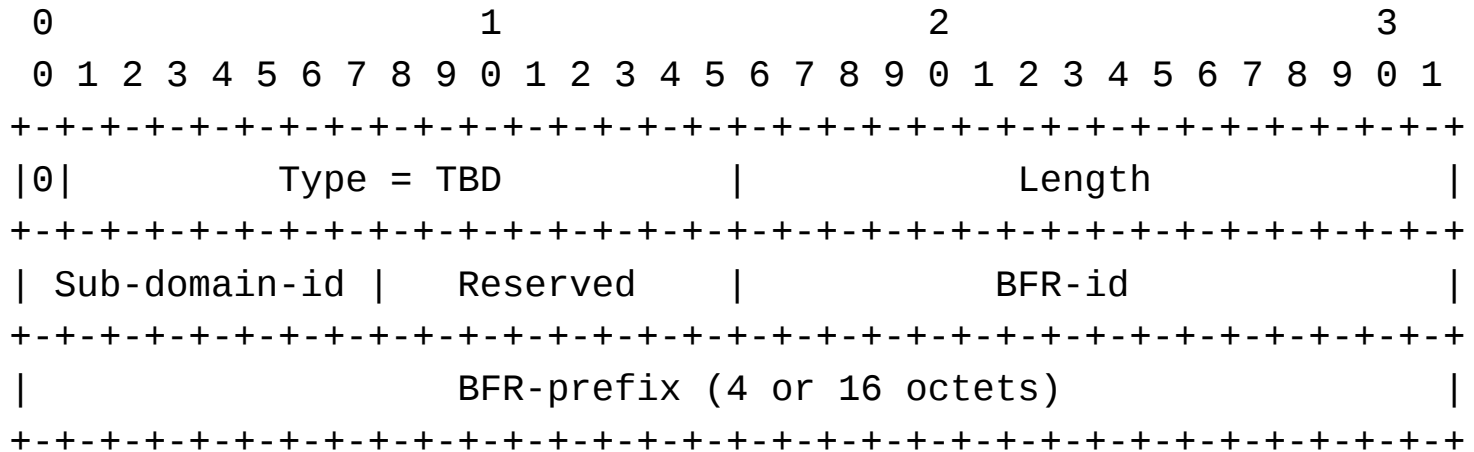 0                   1                   2                   3
 0 1 2 3 4 5 6 7 8 9 0 1 2 3 4 5 6 7 8 9 0 1 2 3 4 5 6 7 8 9 0 1
+-+-+-+-+-+-+-+-+-+-+-+-+-+-+-+-+-+-+-+-+-+-+-+-+-+-+-+-+-+-+-+-+
|0|         Type = TBD          |            Length             |
+-+-+-+-+-+-+-+-+-+-+-+-+-+-+-+-+-+-+-+-+-+-+-+-+-+-+-+-+-+-+-+-+
| Sub-domain-id |   Reserved    |           BFR-id              |
+-+-+-+-+-+-+-+-+-+-+-+-+-+-+-+-+-+-+-+-+-+-+-+-+-+-+-+-+-+-+-+-+
|                   BFR-prefix (4 or 16 octets)                 |
+-+-+-+-+-+-+-+-+-+-+-+-+-+-+-+-+-+-+-+-+-+-+-+-+-+-+-+-+-+-+-+-+